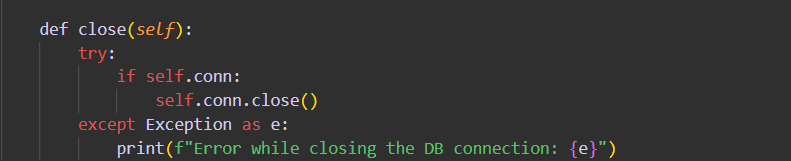 def close(self):
    try:
        if self.conn:
            self.conn.close()
    except Exception as e:
        print(f"Error while closing the DB connection: {e}")